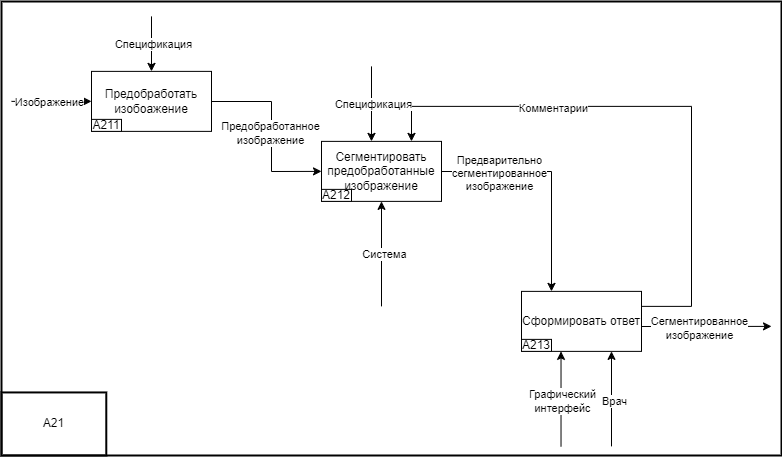 Спецификация
Изображение
Предобработать
изобоажение
A211
Предобработанное
изображение
Спецификация
Комментарии
Сегментировать
предобработанные
изображение
A212
Предварительно
сегментированное
изображение
Система
Сформировать ответ
A213
Сегментированное
изображение
Графический
интерфейс
Врач
A21